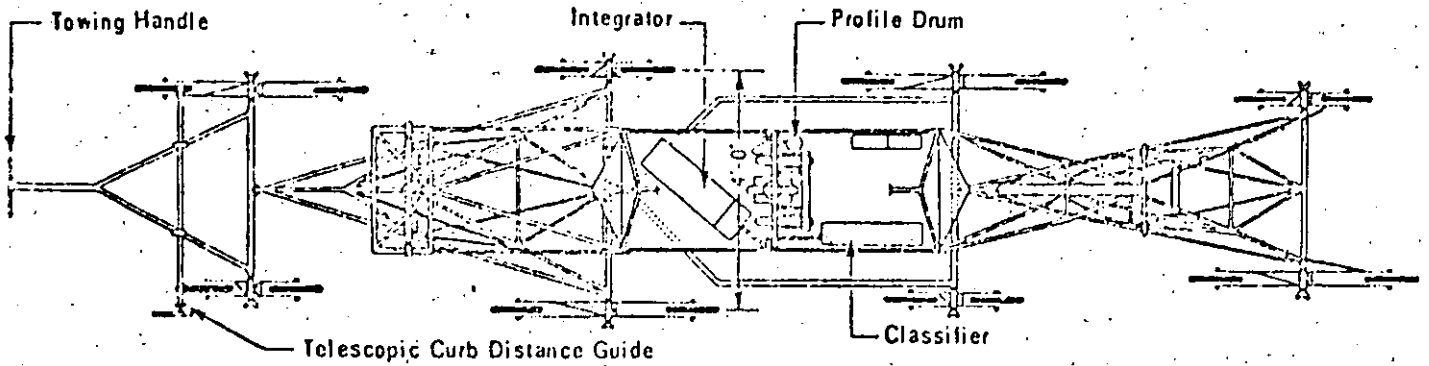 Towing Handle
Integrator
Profile Drum
Classifier
Telescopic Curb Distance Guide